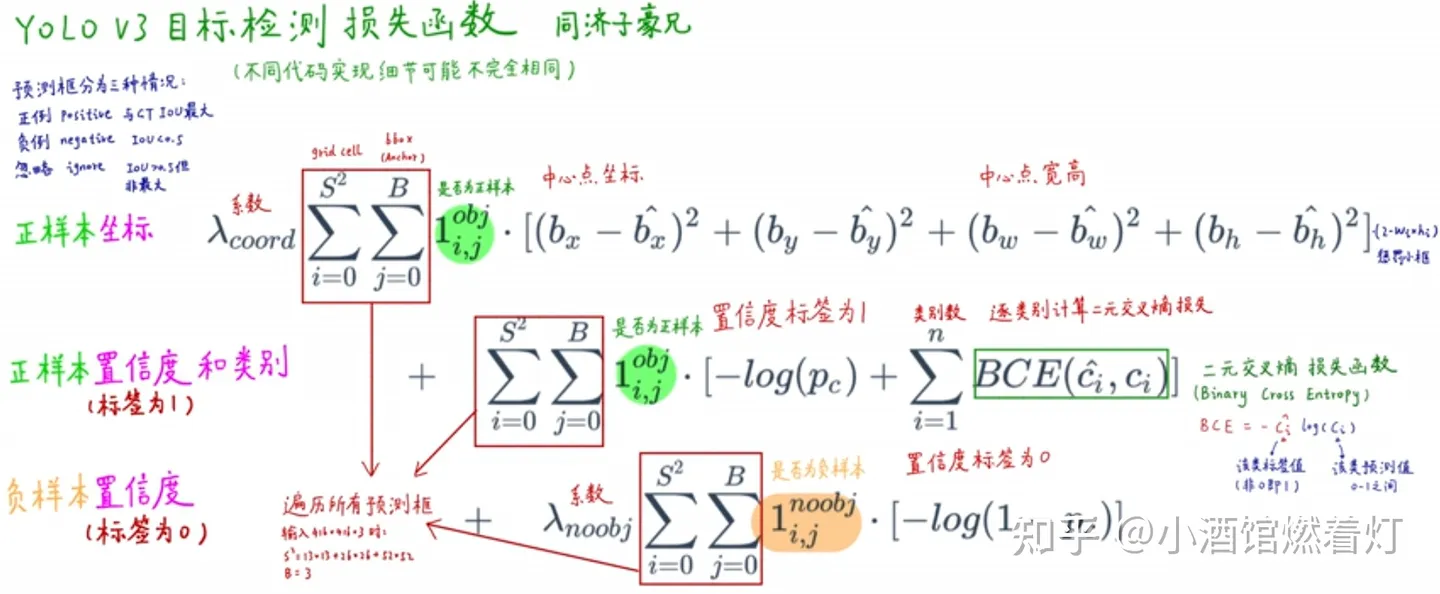 YOLO V3 目标检测 损失函数 同济子豪兄
(不同代码实现细节可能不完全相同)
预测框分为三种情况:
正例 Positive 与GT IoU最大
负例 negative IoU<0.5
忽略 ignore IoU>0.5但
非最大
grid cell
bbox
(Anchor)
正样本坐标
系数
是否为正样本
中心点坐标
中心点宽高
λ_{coord} \sum_{i=0}^{S^2} \sum_{j=0}^{B} 1_{i,j}^{obj} · [(b_x − \hat{b_x})^2 + (b_y − \hat{b_y})^2 + (b_w − \hat{b_w})^2 + (b_h − \hat{b_h})^2] ·(2-w_i×h_i)
惩罚小框
正样本置信度和类别
(标签为1)
是否为正样本
置信度标签为1
类别数
逐类别计算二元交叉熵损失
+ \sum_{i=0}^{S^2} \sum_{j=0}^{B} 1_{i,j}^{obj} · [−log(p_c) + \sum_{i=1}^{n} BCE(\hat{c_i}, c_i)]
二元交叉熵 损失函数
(Binary Cross Entropy)
BCE = - \hat{c_i} log(c_i)
该类标签值
(非0即1)
该类预测值
0-1之间
负样本置信度
(标签为0)
遍历所有预测框
输入416*416*3时:
S²=13*13+26*26+52*52
B=3
系数
是否为负样本
置信度标签为0
+ λ_{noobj} \sum_{i=0}^{S^2} \sum_{j=0}^{B} 1_{i,j}^{noobj} · [−log(1
知乎 @小酒馆燃着灯